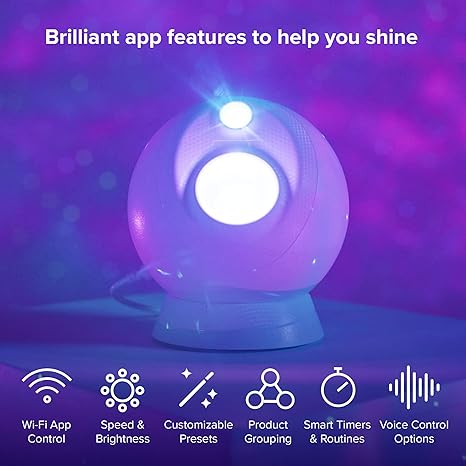 Brilliant app features to help you shine
Wi-Fi App
Control
Speed &
Brightness
Customizable
Presets
Product
Grouping
Smart Timers
& Routines
Voice Control
Options